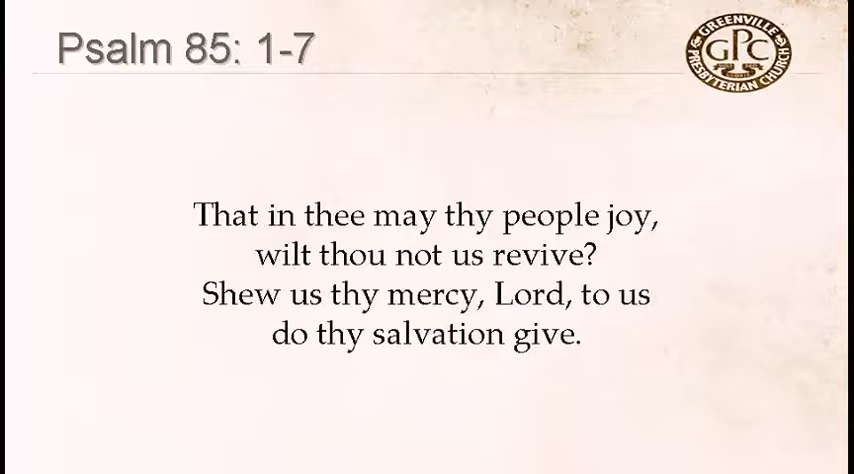 Psalm 85: 1-7
GREENVILLE
GPC
PRESBYTERIAN CHURCH
That in thee may thy people joy,
wilt thou not us revive?
Shew us thy mercy, Lord, to us
do thy salvation give.